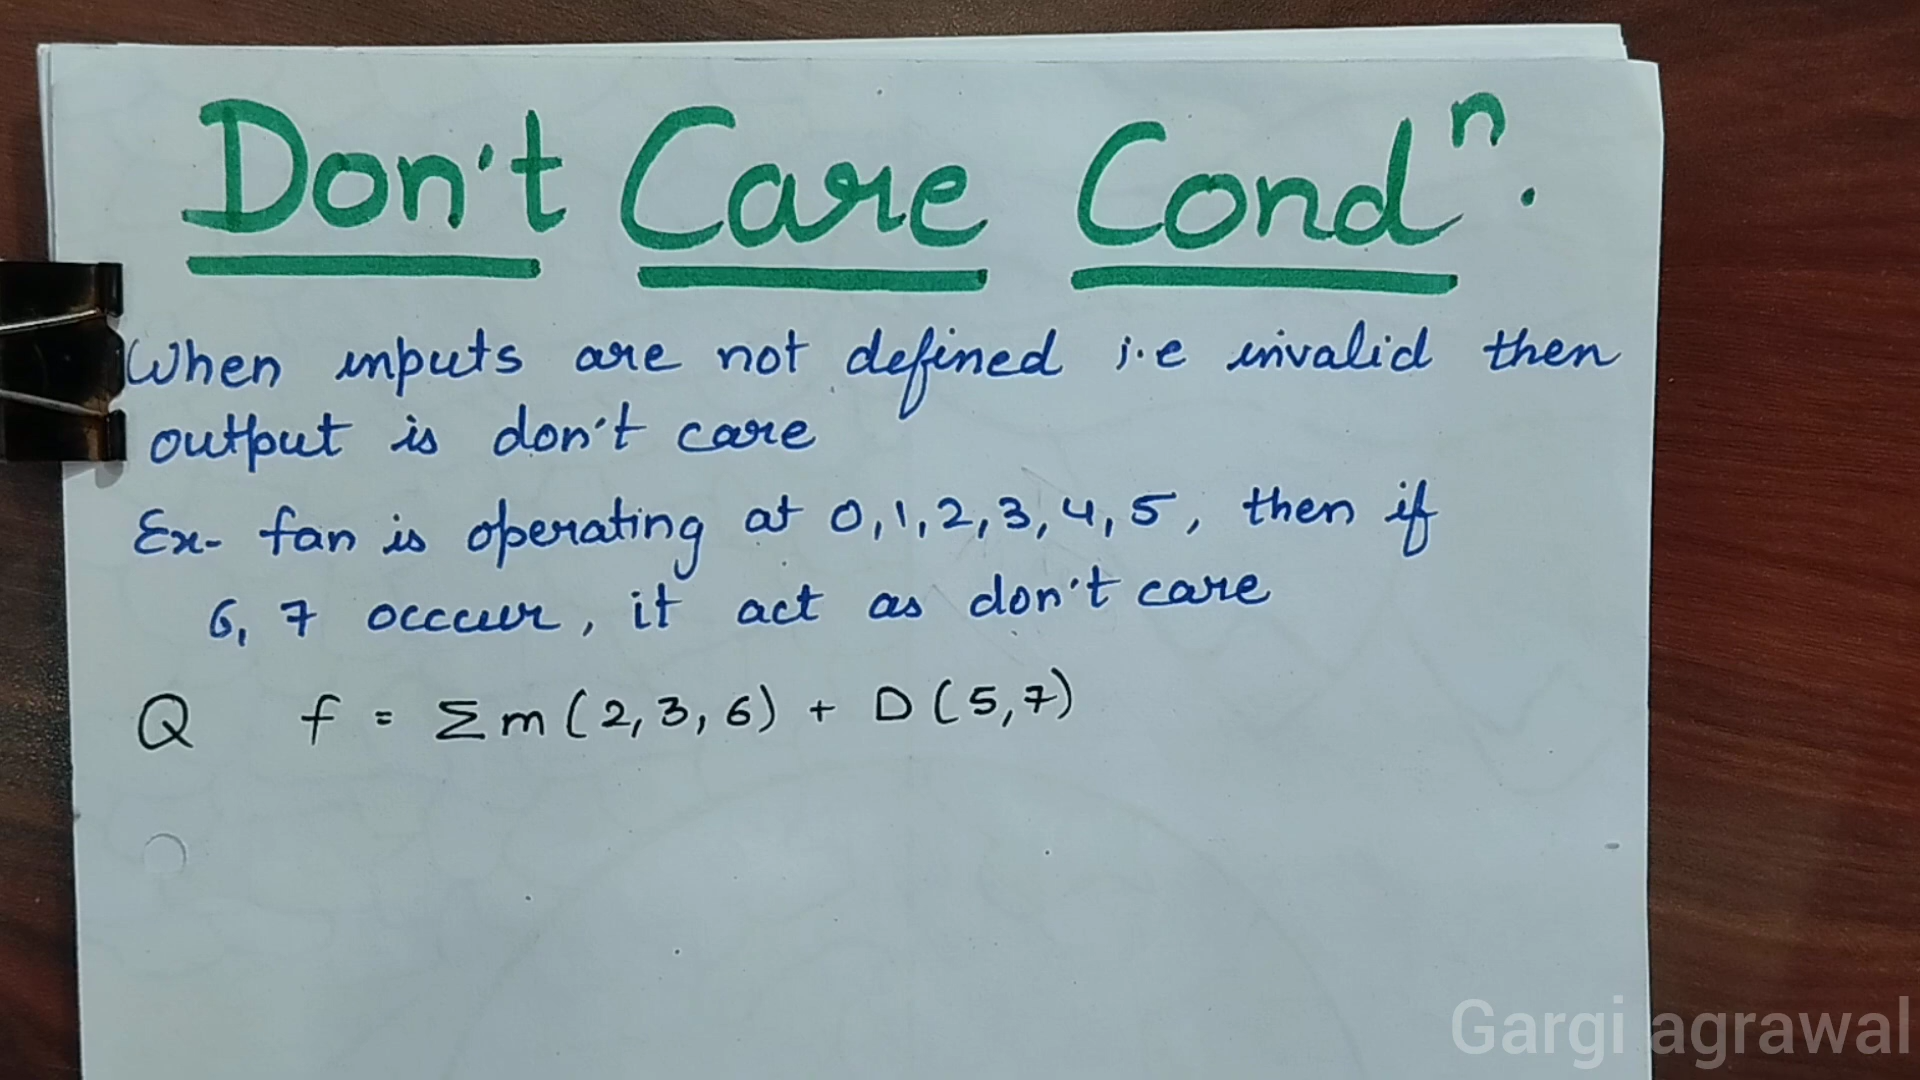 Don't Care Condⁿ.
When inputs are not defined i.e invalid then
output is don't care
Ex- fan is operating at 0,1,2,3,4,5, then if
6, 7 occcur, it act as don't care
Q f = Σm(2,3,6) + D(5,7)
Gargi agrawal